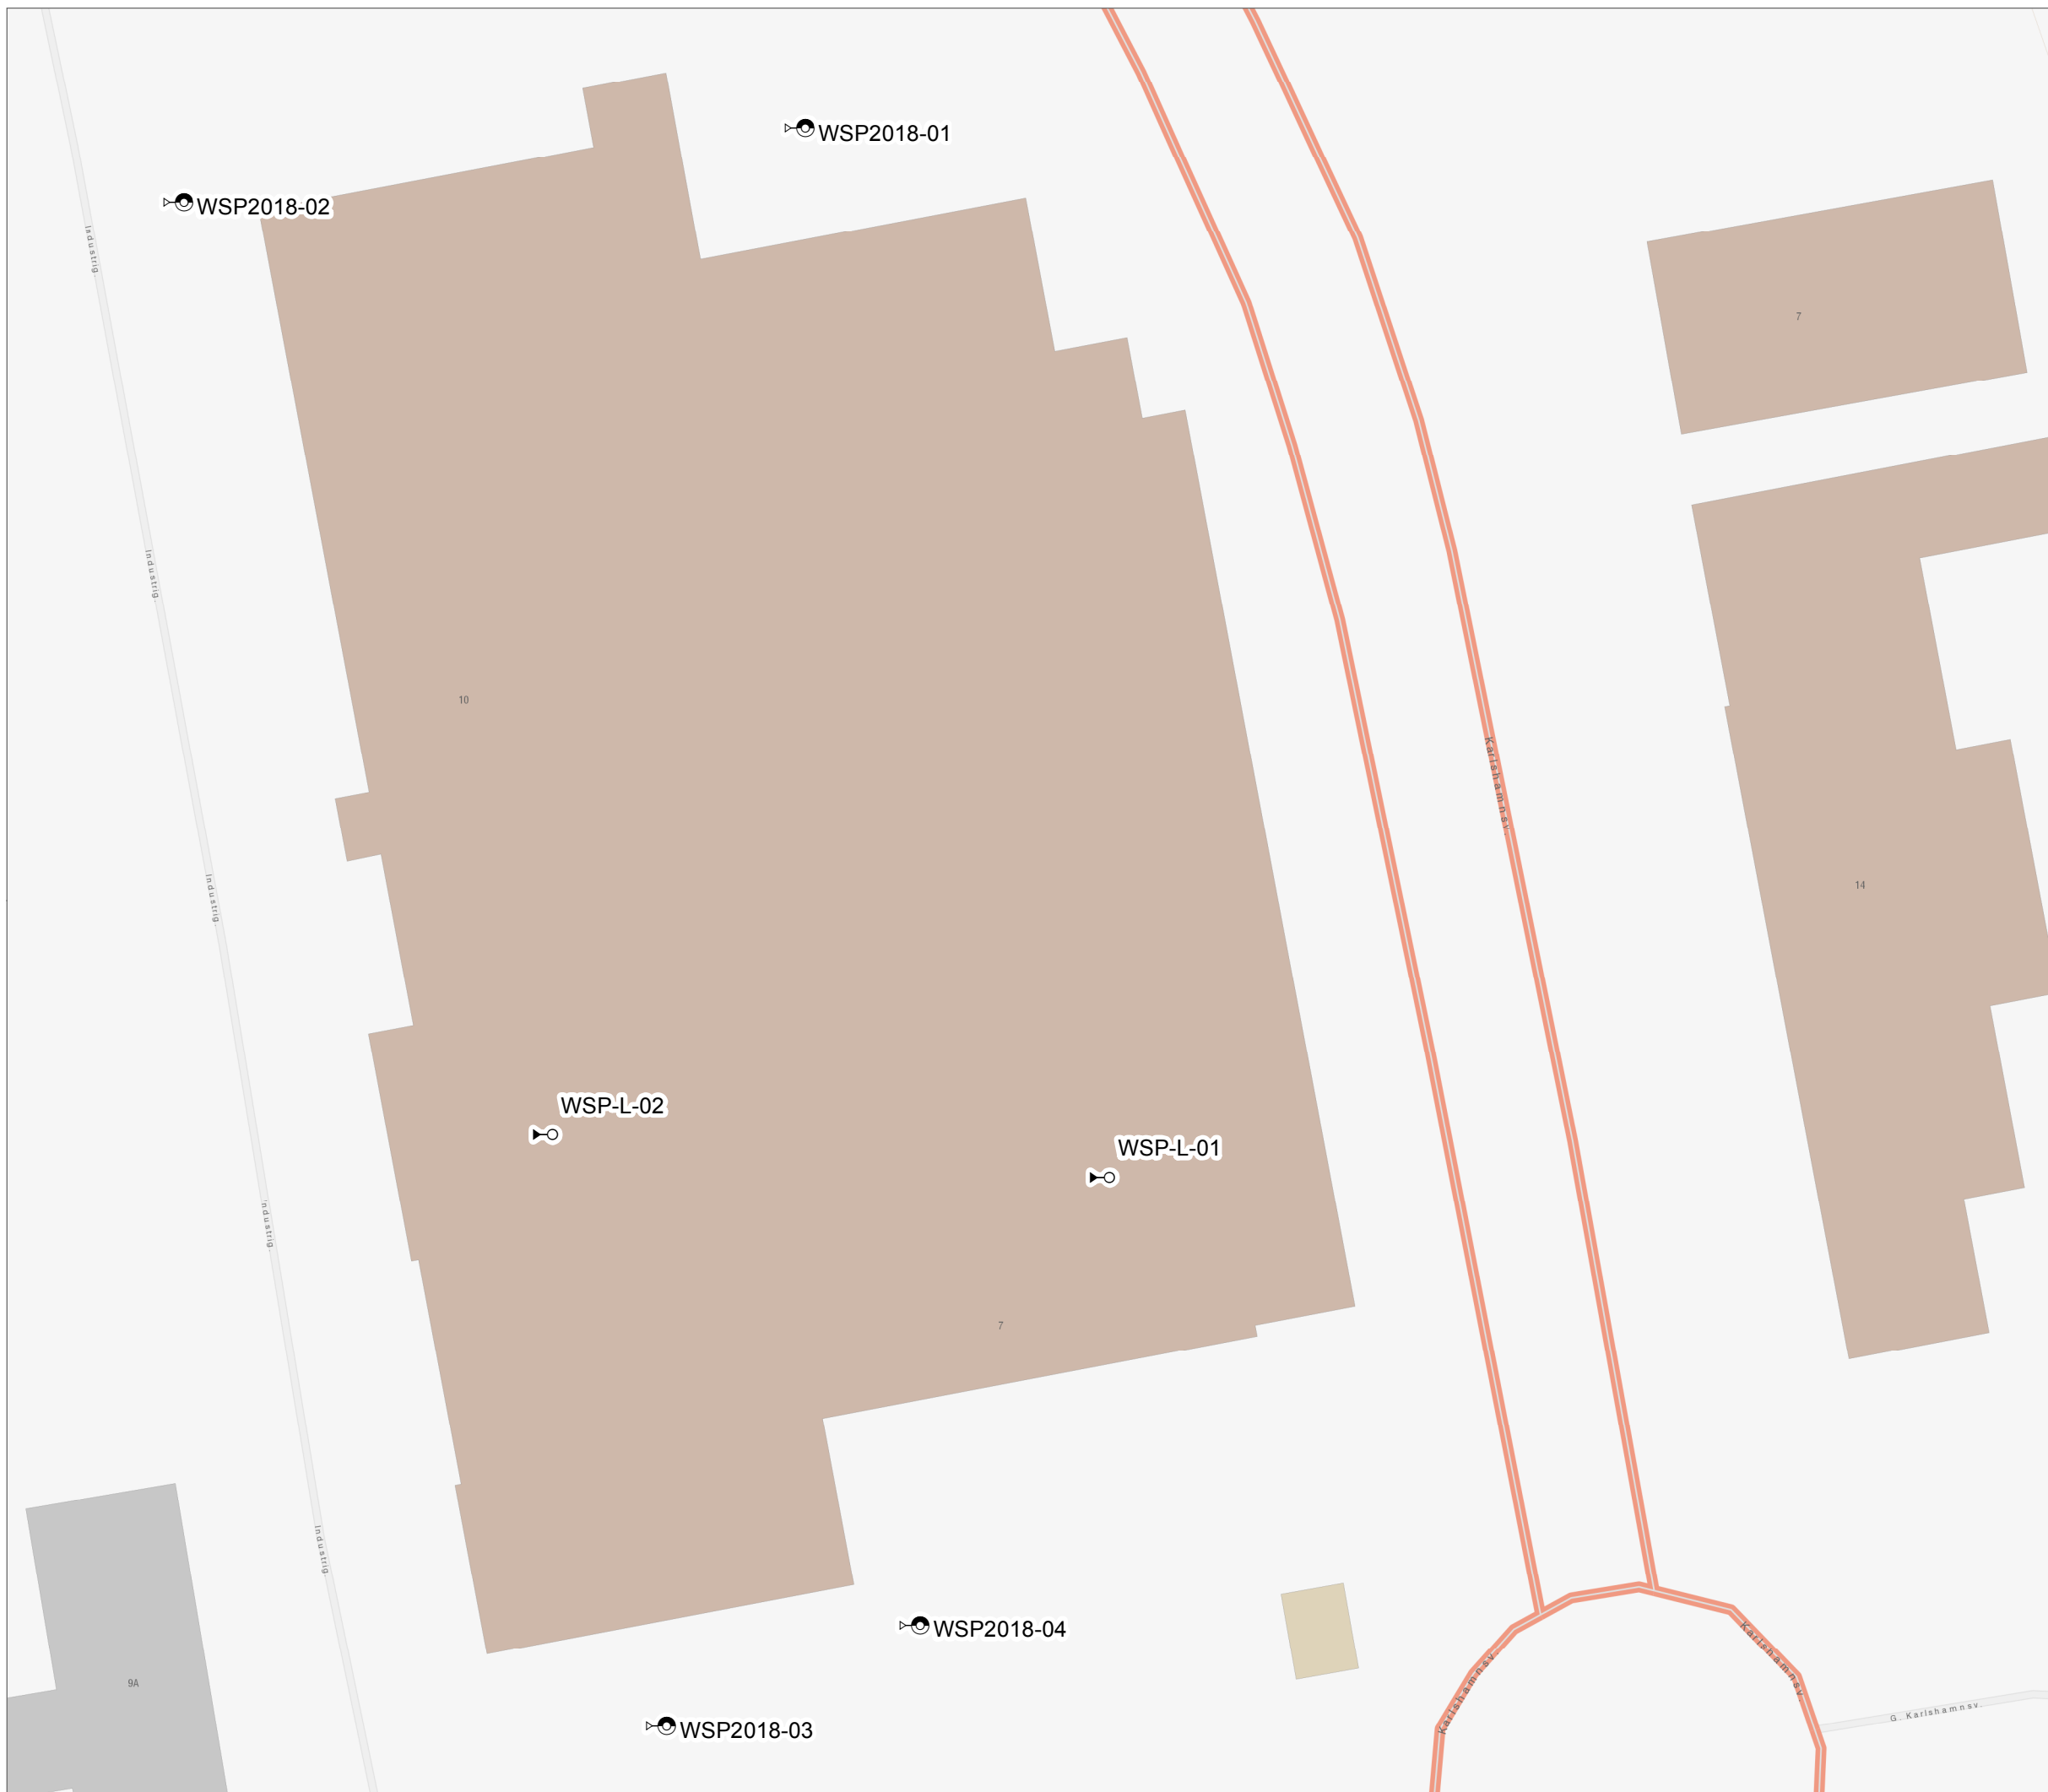 WSP2018-01
WSP2018-02
Industrig.
7
Industrig.
10
Karlshamnsv.
14
Industrig.
WSP-L-02
WSP-L-01
Industrig.
7
Industrig.
WSP2018-04
Karlshamnsv.
Karlshamnsv.
9A
G. Karlshamnsv.
WSP2018-03